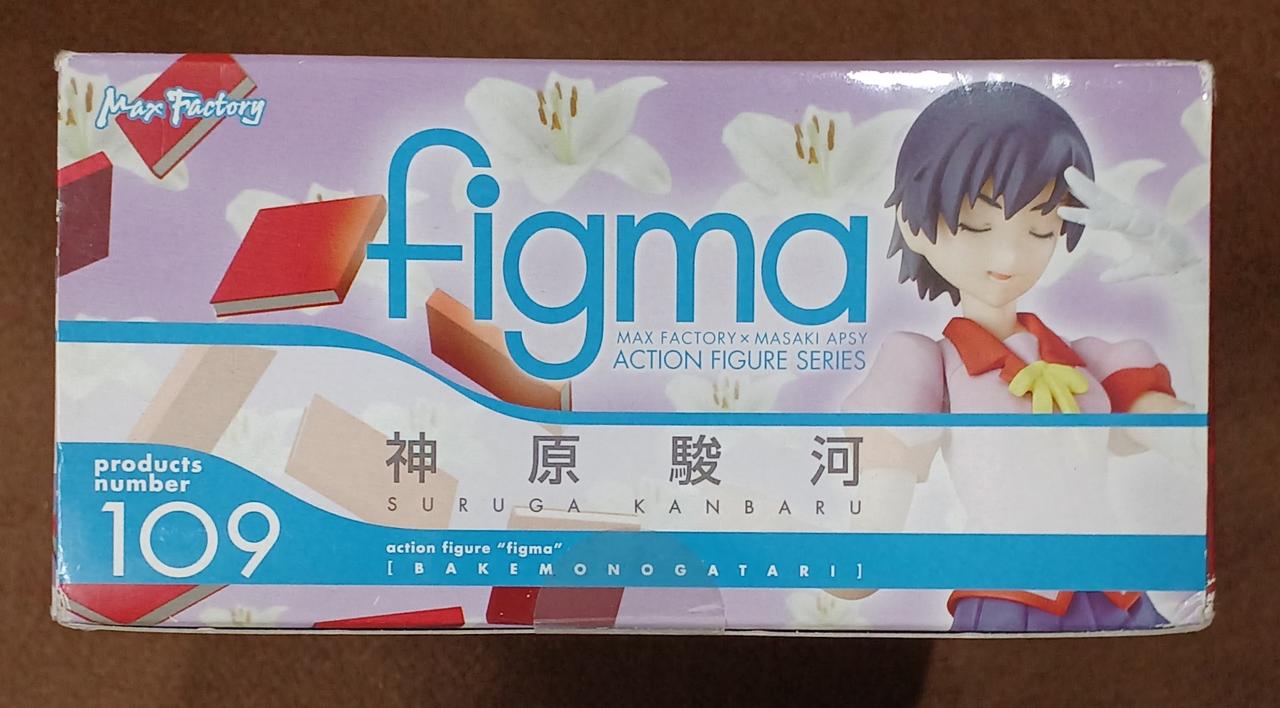 Max Factory
figma
MAX FACTORY × MASAKI APSY
ACTION FIGURE SERIES
神原駿河
SURUGA KANBARU
products
number
109
action figure "figma"
[BAKEMONOGATARI]